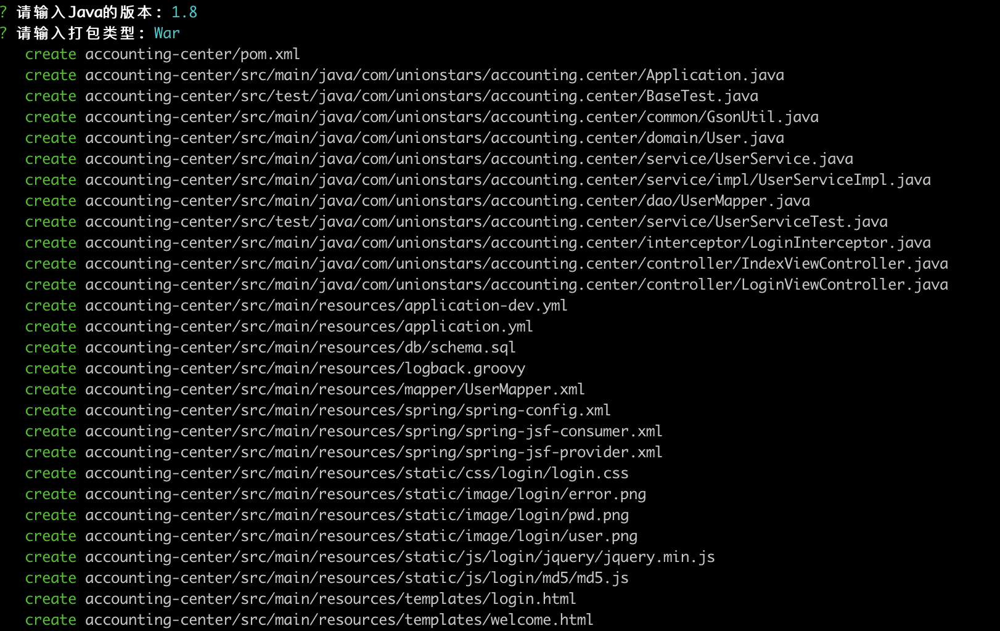 ? 请输入Java的版本: 1.8
? 请输入打包类型: War
create accounting-center/pom.xml
create accounting-center/src/main/java/com/unionstars/accounting.center/Application.java
create accounting-center/src/test/java/com/unionstars/accounting.center/BaseTest.java
create accounting-center/src/main/java/com/unionstars/accounting.center/common/GsonUtil.java
create accounting-center/src/main/java/com/unionstars/accounting.center/domain/User.java
create accounting-center/src/main/java/com/unionstars/accounting.center/service/UserService.java
create accounting-center/src/main/java/com/unionstars/accounting.center/service/impl/UserServiceImpl.java
create accounting-center/src/main/java/com/unionstars/accounting.center/dao/UserMapper.java
create accounting-center/src/test/java/com/unionstars/accounting.center/service/UserServiceTest.java
create accounting-center/src/main/java/com/unionstars/accounting.center/interceptor/LoginInterceptor.java
create accounting-center/src/main/java/com/unionstars/accounting.center/controller/IndexViewController.java
create accounting-center/src/main/java/com/unionstars/accounting.center/controller/LoginViewController.java
create accounting-center/src/main/resources/application-dev.yml
create accounting-center/src/main/resources/application.yml
create accounting-center/src/main/resources/db/schema.sql
create accounting-center/src/main/resources/logback.groovy
create accounting-center/src/main/resources/mapper/UserMapper.xml
create accounting-center/src/main/resources/spring/spring-config.xml
create accounting-center/src/main/resources/spring/spring-jsf-consumer.xml
create accounting-center/src/main/resources/spring/spring-jsf-provider.xml
create accounting-center/src/main/resources/static/css/login/login.css
create accounting-center/src/main/resources/static/image/login/error.png
create accounting-center/src/main/resources/static/image/login/pwd.png
create accounting-center/src/main/resources/static/image/login/user.png
create accounting-center/src/main/resources/static/js/login/jquery/jquery.min.js
create accounting-center/src/main/resources/static/js/login/md5/md5.js
create accounting-center/src/main/resources/templates/login.html
create accounting-center/src/main/resources/templates/welcome.html